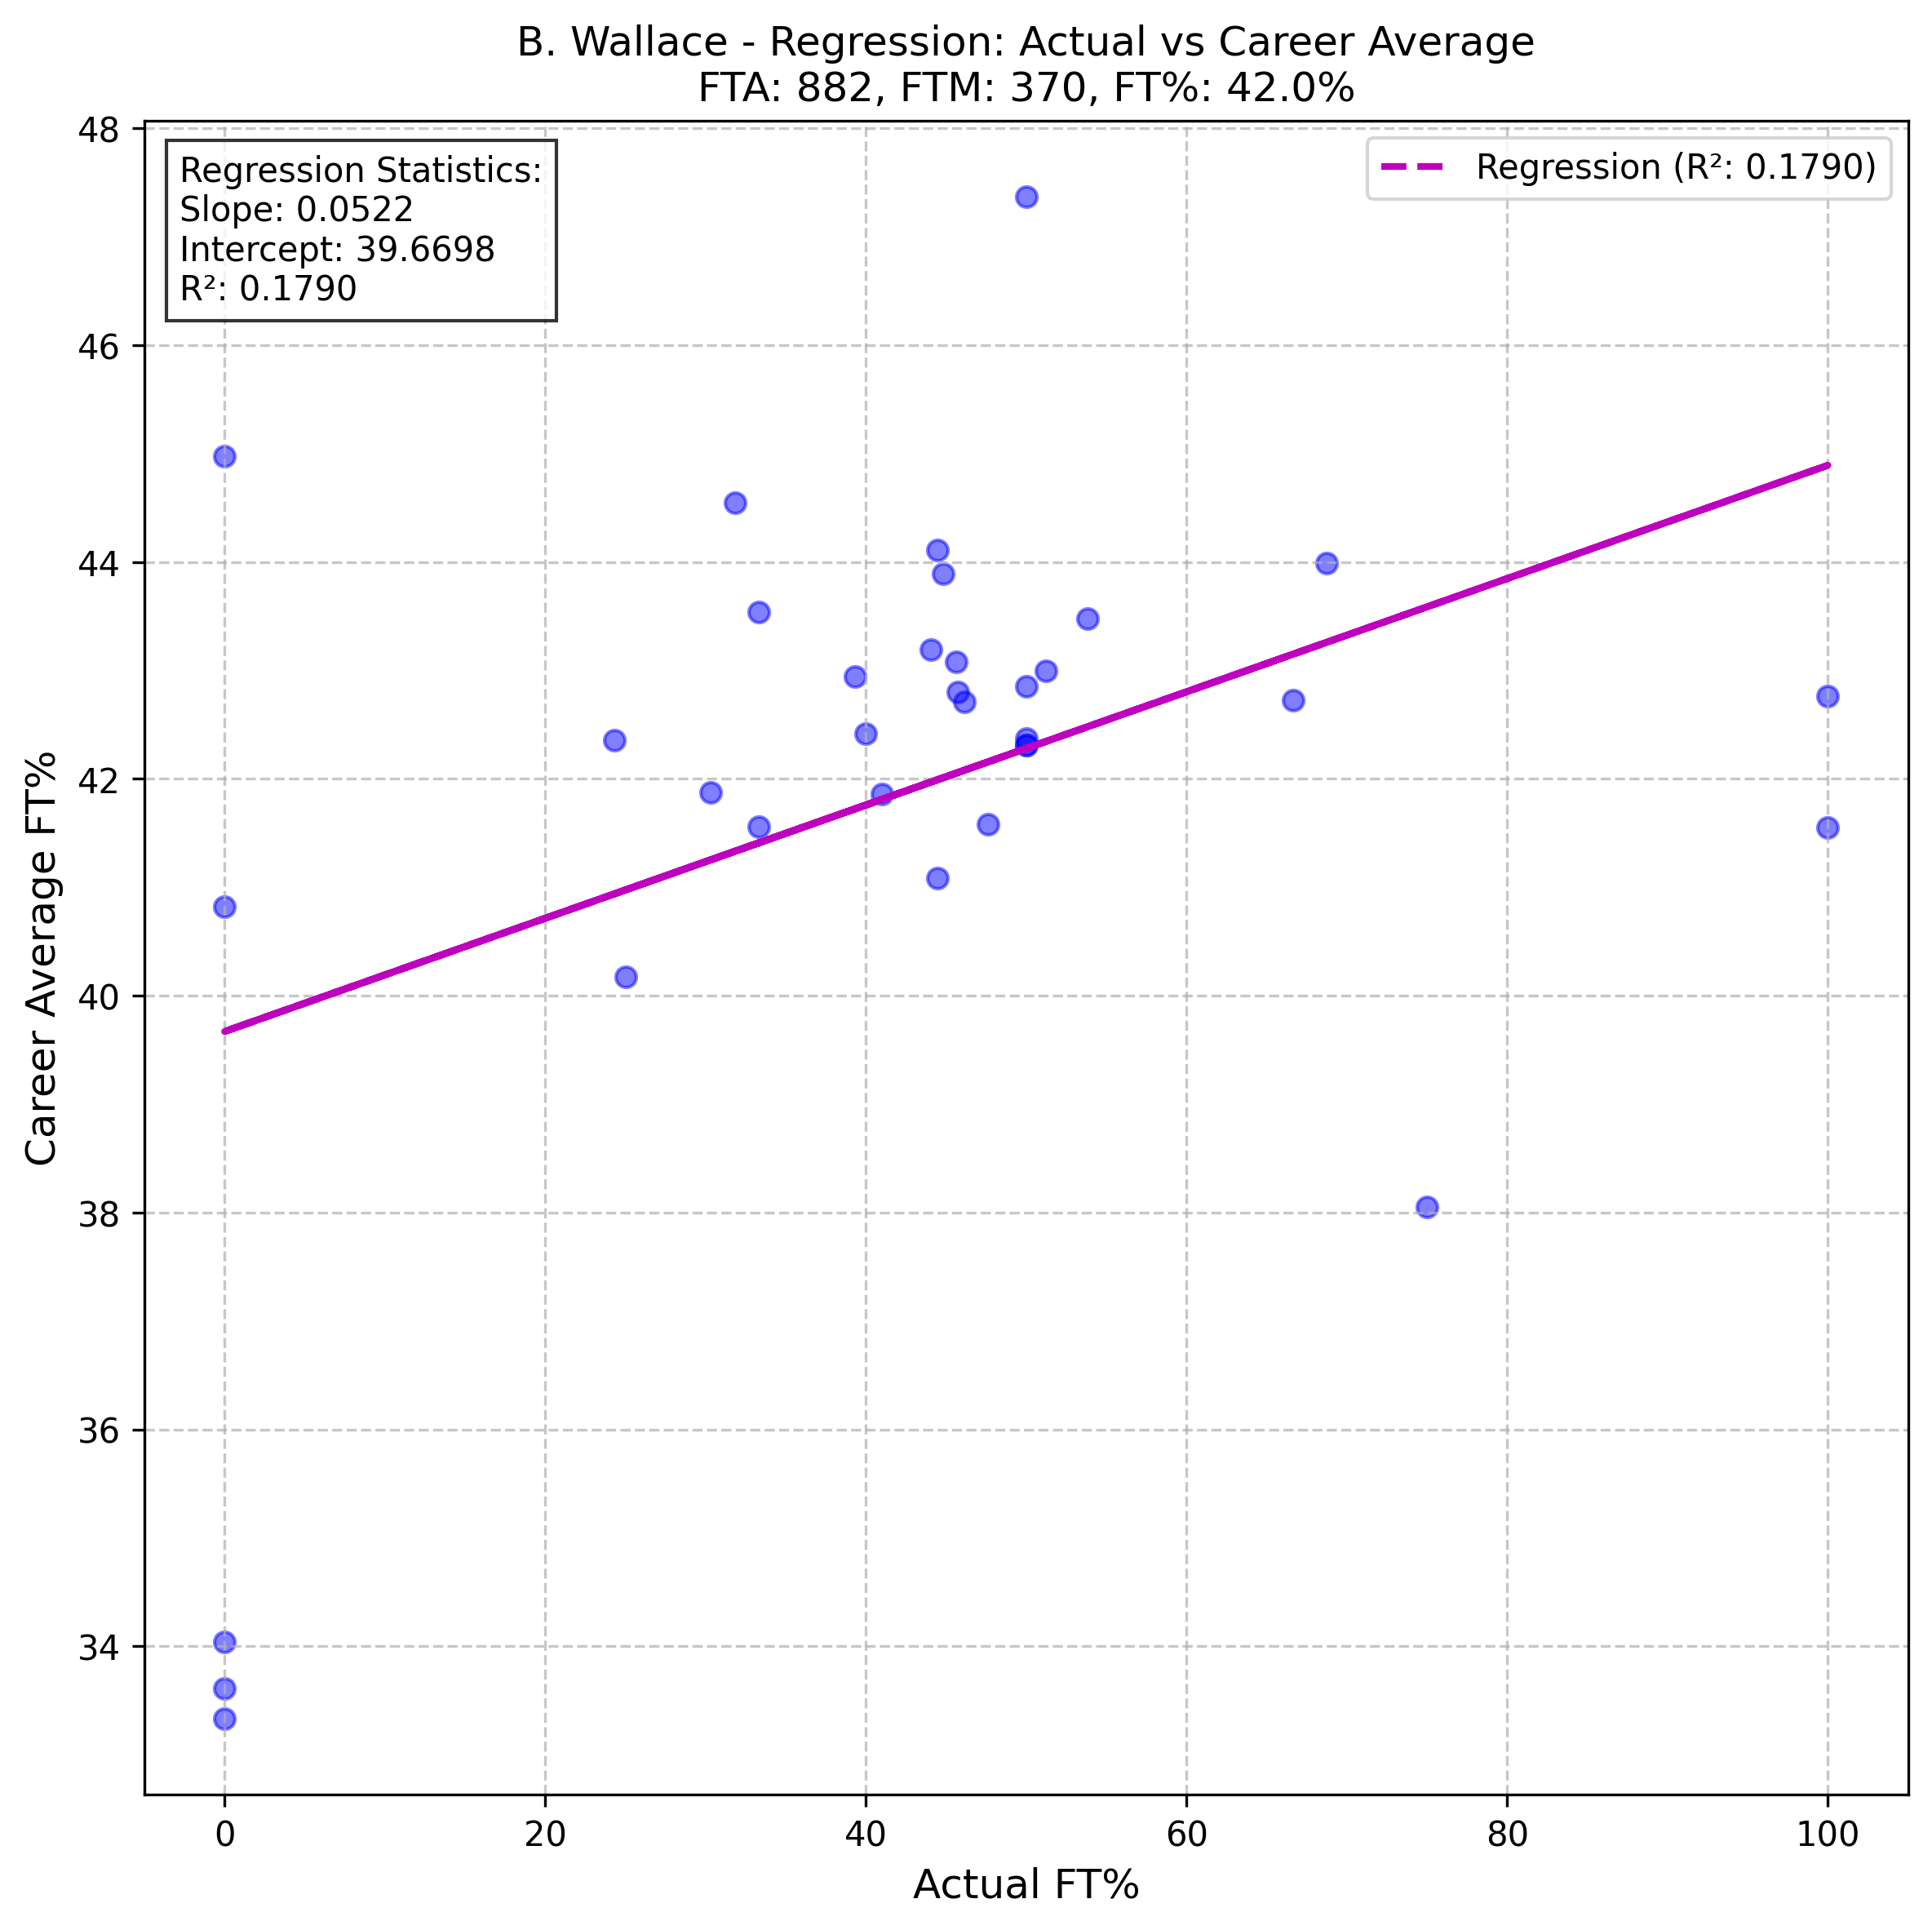 B. Wallace - Regression: Actual vs Career Average
FTA: 882, FTM: 370, FT%: 42.0%
Regression Statistics:
Slope: 0.0522
Intercept: 39.6698
R²: 0.1790
Regression (R²: 0.1790)
48
46
44
42
40
38
36
34
Career Average FT%
0
20
40
60
80
100
Actual FT%